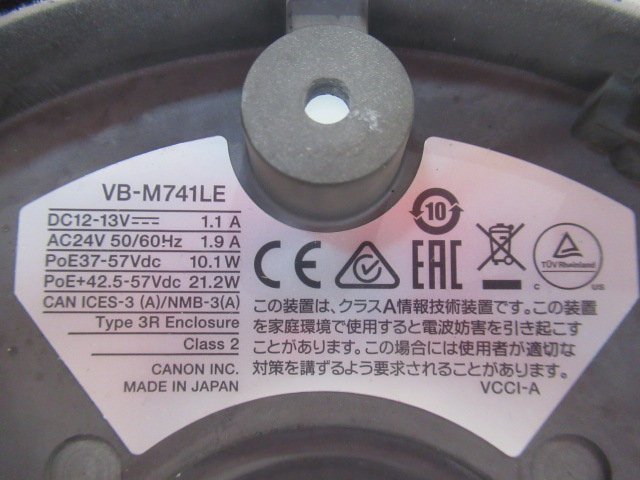 VB-M741LE
DC12-13V⎓ 1.1 A
AC24V 50/60Hz 1.9 A
PoE37-57Vdc 10.1W
PoE+42.5-57Vdc 21.2W
CAN ICES-3 (A)/NMB-3(A)
Type 3R Enclosure
Class 2
CANON INC.
MADE IN JAPAN
10
CE
EAC
TÜVRheinland
C US
この装置は、クラスA情報技術装置です。この装置
を家庭環境で使用すると電波妨害を引き起こす
ことがあります。この場合には使用者が適切な
対策を講ずるよう要求されることがあります。
VCCI-A